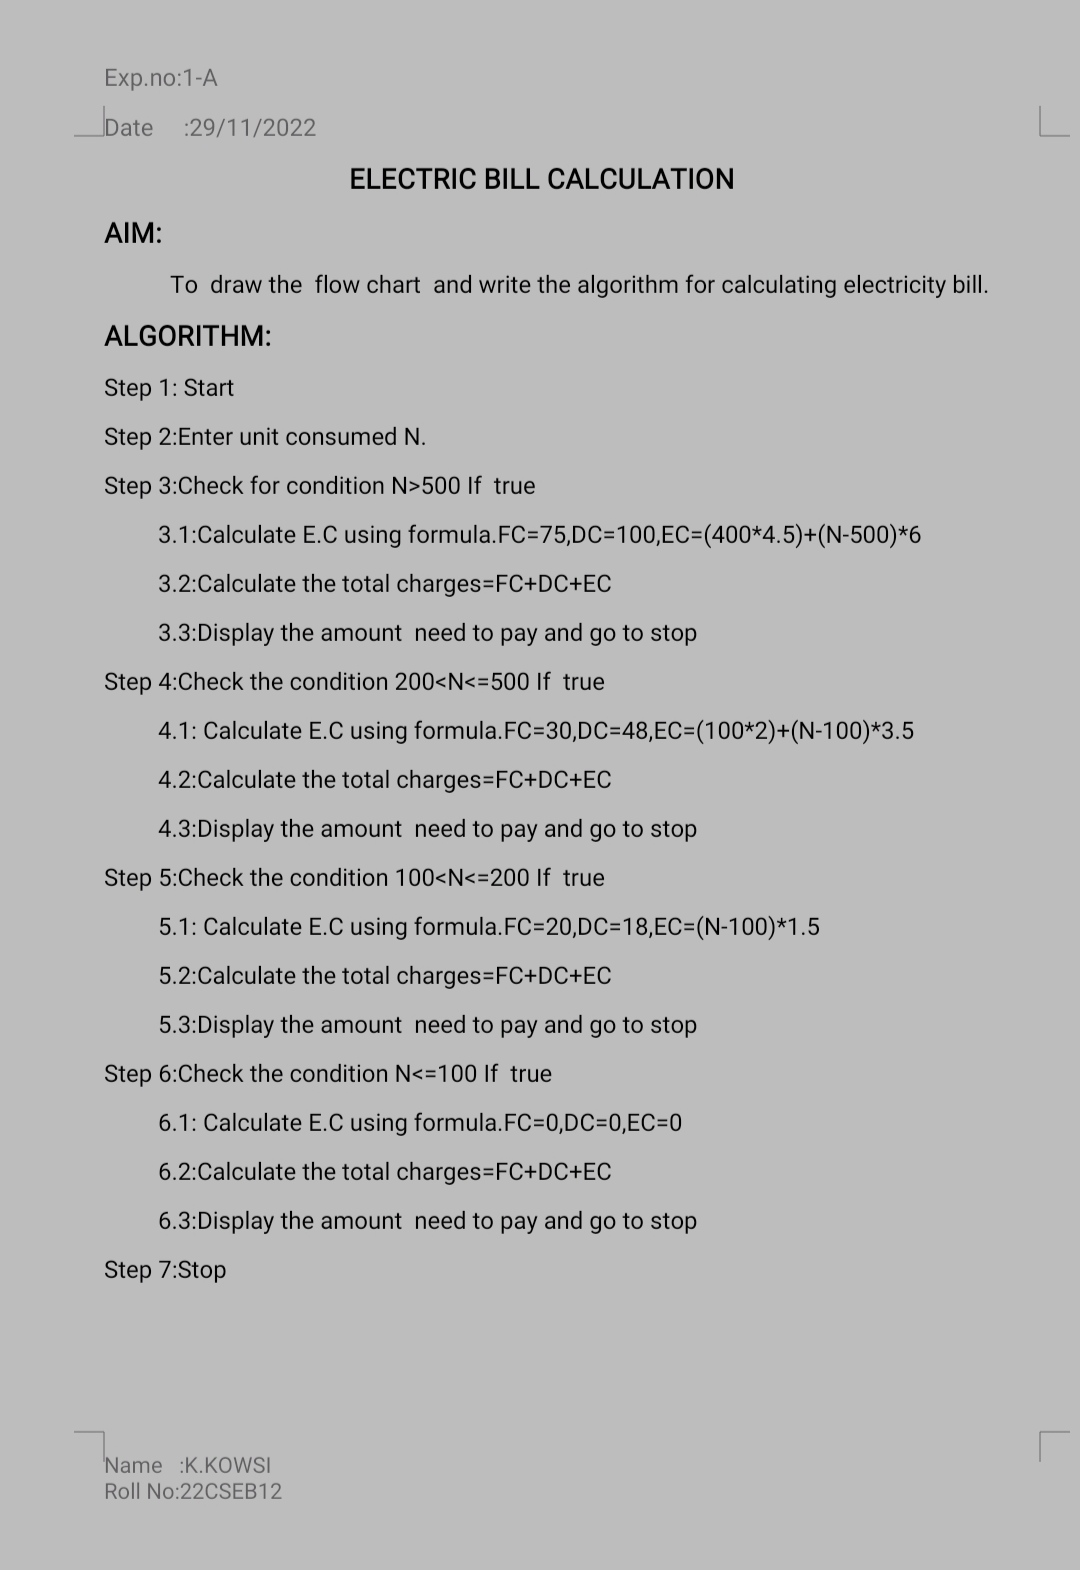 Exp.no:1-A
Date :29/11/2022
ELECTRIC BILL CALCULATION
AIM:
To draw the flow chart and write the algorithm for calculating electricity bill.
ALGORITHM:
Step 1: Start
Step 2:Enter unit consumed N.
Step 3:Check for condition N>500 If true
3.1:Calculate E.C using formula.FC=75,DC=100,EC=(400*4.5)+(N-500)*6
3.2:Calculate the total charges=FC+DC+EC
3.3:Display the amount need to pay and go to stop
Step 4:Check the condition 200<N<=500 If true
4.1: Calculate E.C using formula.FC=30,DC=48,EC=(100*2)+(N-100)*3.5
4.2:Calculate the total charges=FC+DC+EC
4.3:Display the amount need to pay and go to stop
Step 5:Check the condition 100<N<=200 If true
5.1: Calculate E.C using formula.FC=20,DC=18,EC=(N-100)*1.5
5.2:Calculate the total charges=FC+DC+EC
5.3:Display the amount need to pay and go to stop
Step 6:Check the condition N<=100 If true
6.1: Calculate E.C using formula.FC=0,DC=0,EC=0
6.2:Calculate the total charges=FC+DC+EC
6.3:Display the amount need to pay and go to stop
Step 7:Stop
Name :K.KOWSI
Roll No:22CSEB12